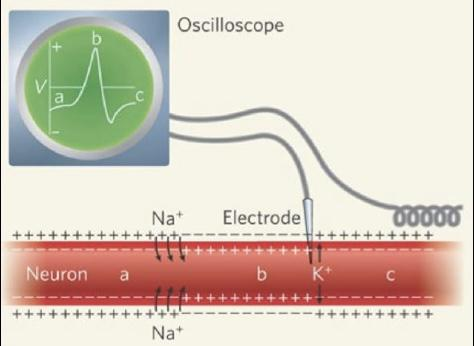 Oscilloscope
+
b
V
a
c
-
Na⁺
Electrode
+++++++++++++++
--------------
+++++++++++++
---------------
++++++++++++++
--------------
Neuron
a
b
K⁺
c
--------------
+++++++++++++
--------------
+++++++++++++++
---------------
++++++++++++++
Na⁺